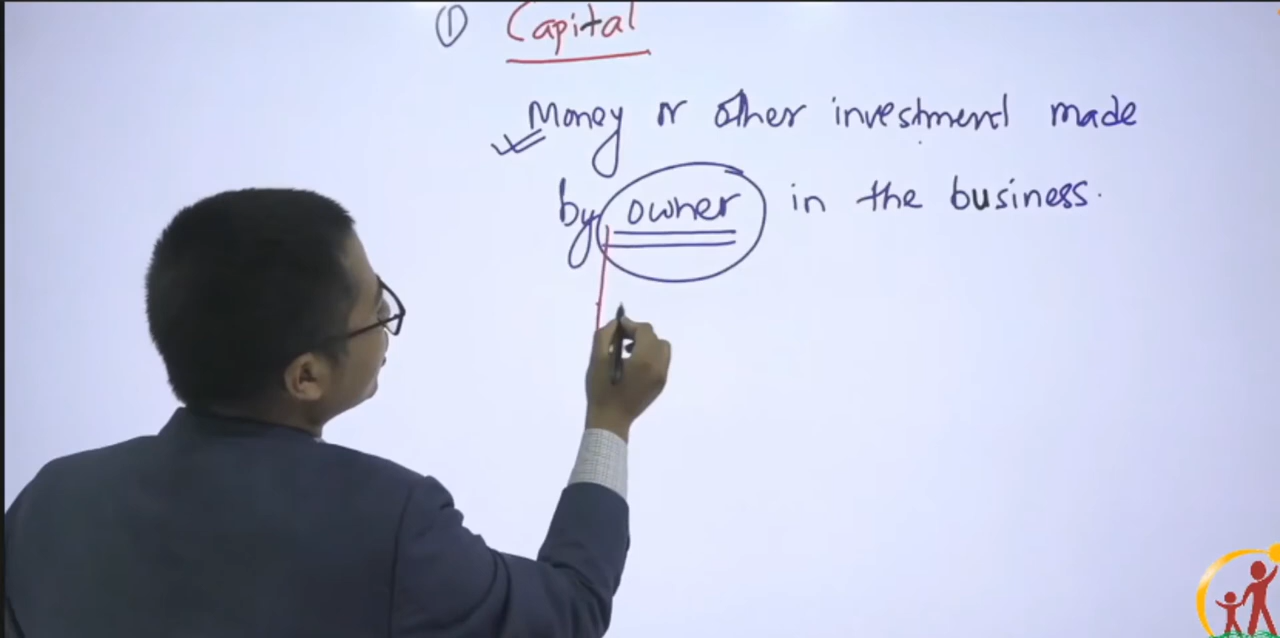 ① Capital
Money or other investment made
by owner in the business.